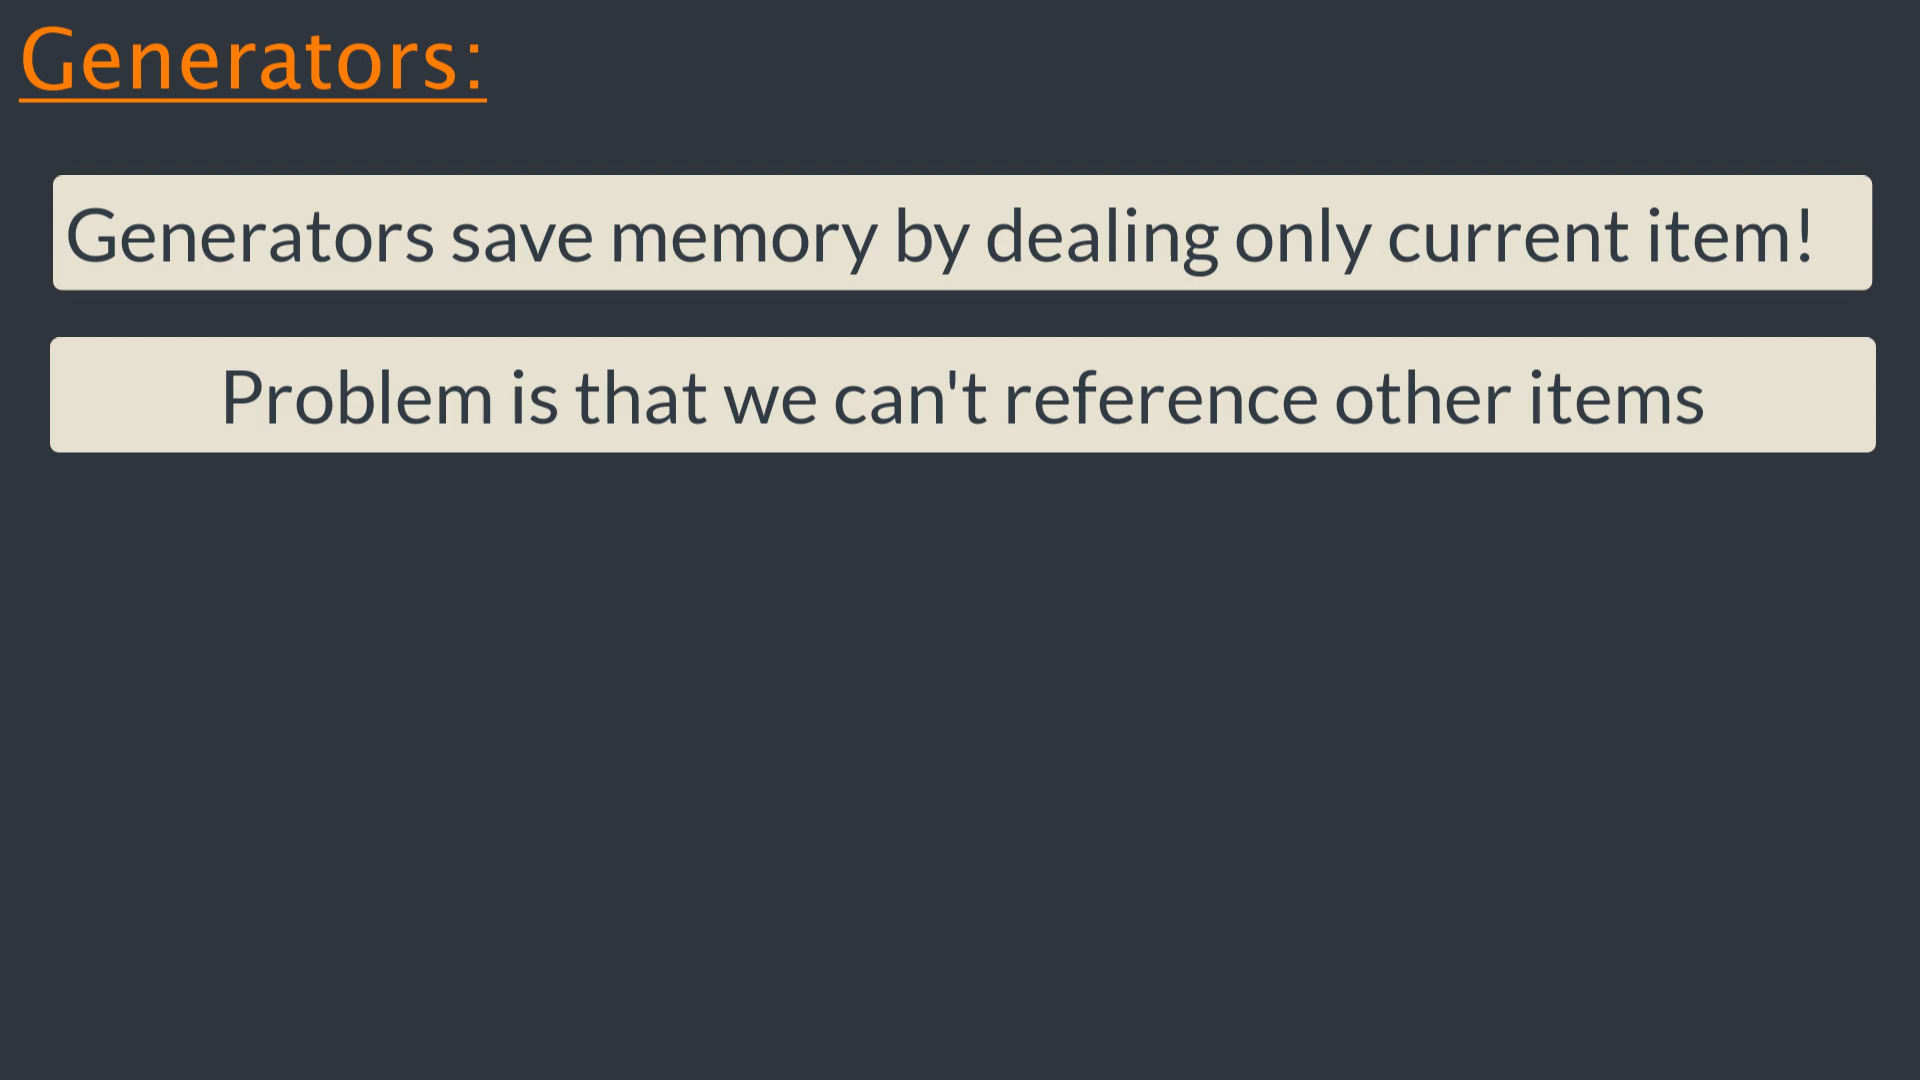 Generators:
Generators save memory by dealing only current item!
Problem is that we can't reference other items